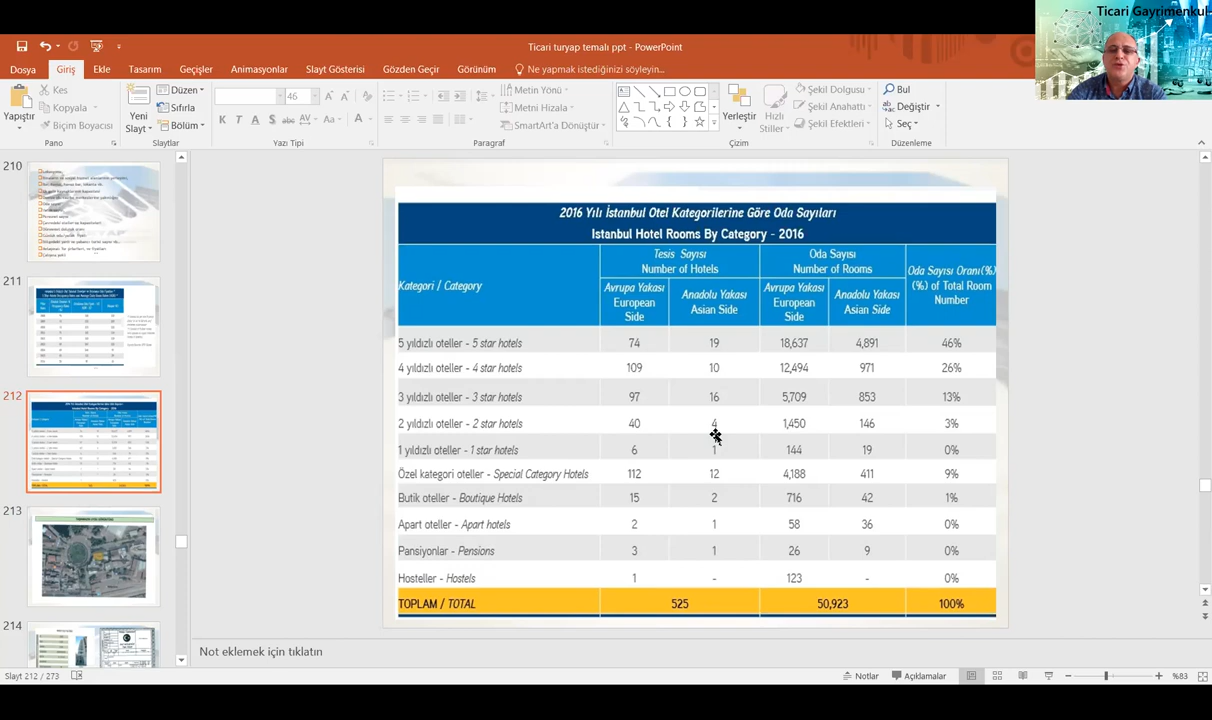 Ticari Gayrimenkul
Ticari turyap temalı ppt - PowerPoint
Dosya Giriş Ekle Tasarım Geçişler Animasyonlar Slayt Gösterisi Gözden Geçir Görünüm Ne yapmak istediğinizi söyleyin...
Yapıştır
Kes
Kopyala
Biçim Boyacısı
Pano
Yeni Slayt
Düzen
Sıfırla
Bölüm
Slaytlar
46
K T A S abc AV Aa A
Yazı Tipi
Metin Yönü
Metni Hizala
SmartArt'a Dönüştür
Paragraf
Yerleştir
Hızlı Stiller
Şekil Dolgusu
Şekil Anahattı
Şekil Efektleri
Çizim
Bul
Değiştir
Seç
Düzenleme
210
211
212
213
214
2016 Yılı İstanbul Otel Kategorilerine Göre Oda Sayıları
Istanbul Hotel Rooms By Category - 2016
Kategori / Category
Tesis Sayısı
Number of Hotels
Oda Sayısı
Number of Rooms
Oda Sayısı Oranı(%)
(%) of Total Room
Number
Avrupa Yakası
European
Side
Anadolu Yakası
Asian Side
Avrupa Yakası
European
Side
Anadolu Yakası
Asian Side
5 yıldızlı oteller - 5 star hotels 74 19 18,637 4,891 46%
4 yıldızlı oteller - 4 star hotels 109 10 12,494 971 26%
3 yıldızlı oteller - 3 star hotels 97 16 5,709 853 13%
2 yıldızlı oteller - 2 star hotels 40 4 1,450 146 3%
1 yıldızlı oteller - 1 star hotels 6 1 144 19 0%
Özel kategori oteller - Special Category Hotels 112 12 4,188 411 9%
Butik oteller - Boutique Hotels 15 2 716 42 1%
Apart oteller - Apart hotels 2 1 58 36 0%
Pansiyonlar - Pensions 3 1 26 9 0%
Hosteller - Hostels 1 - 123 - 0%
TOPLAM / TOTAL 525 50,923 100%
Not eklemek için tıklatın
Slayt 212 / 273
Notlar Açıklamalar %83